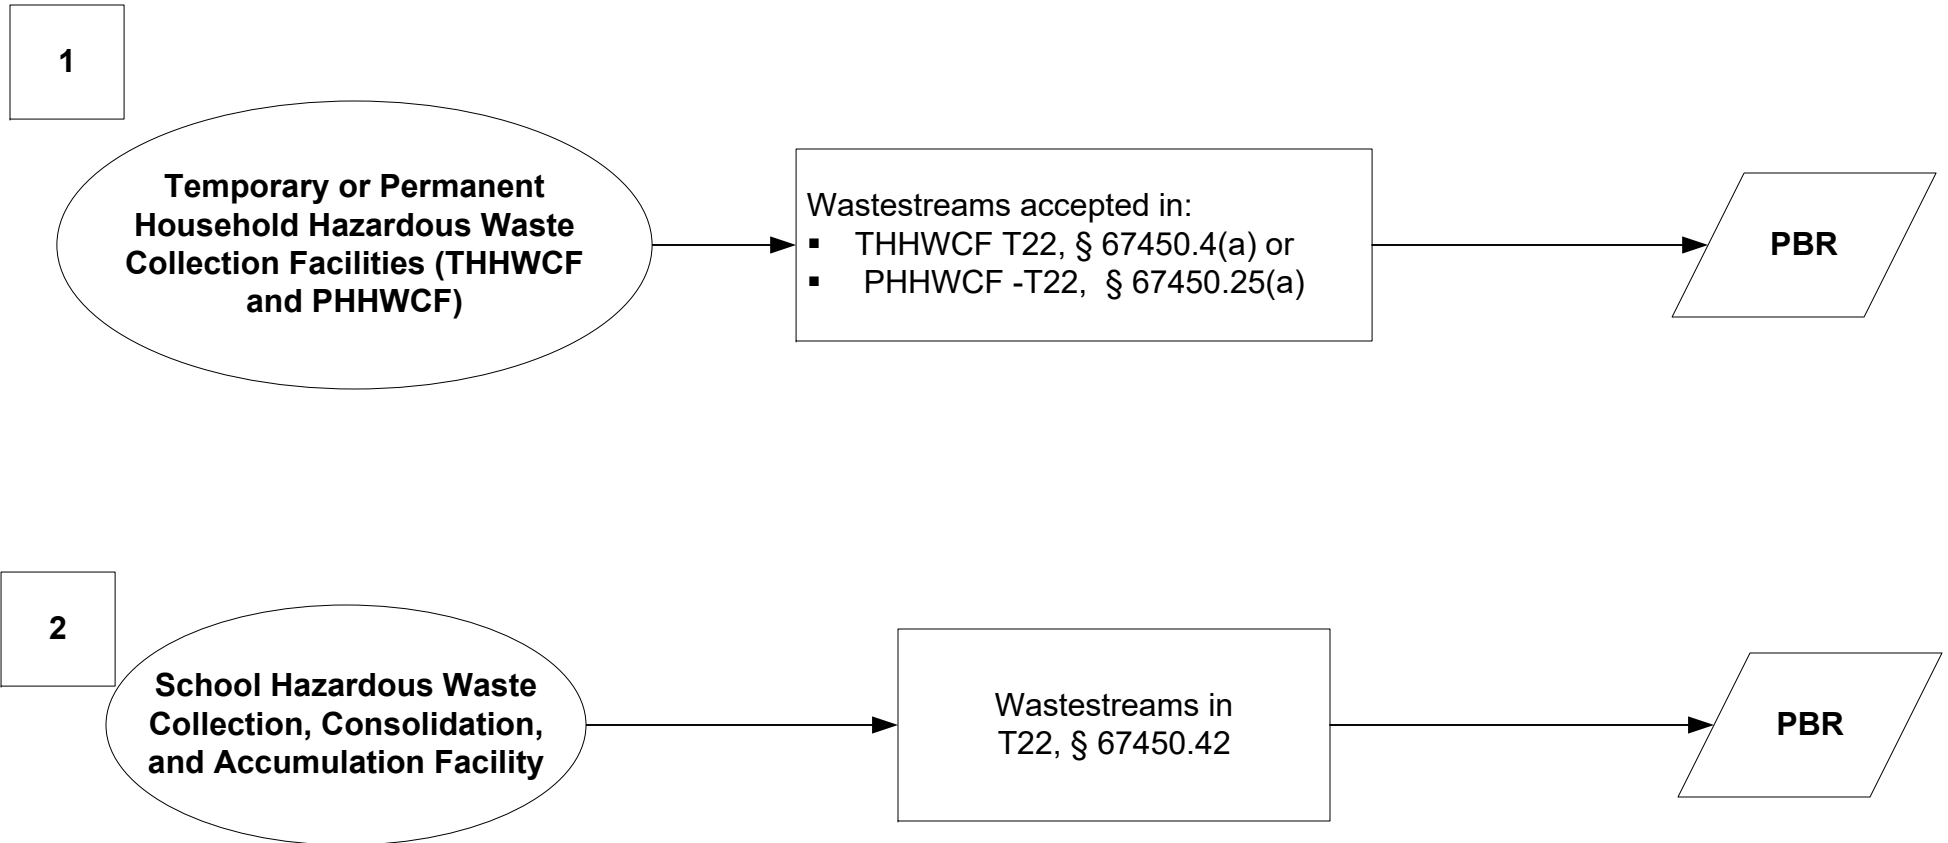 1
Temporary or Permanent
Household Hazardous Waste
Collection Facilities (THHWCF
and PHHWCF)
Wastestreams accepted in:
▪ THHWCF T22, § 67450.4(a) or
▪ PHHWCF -T22, § 67450.25(a)
PBR
2
School Hazardous Waste
Collection, Consolidation,
and Accumulation Facility
Wastestreams in
T22, § 67450.42
PBR